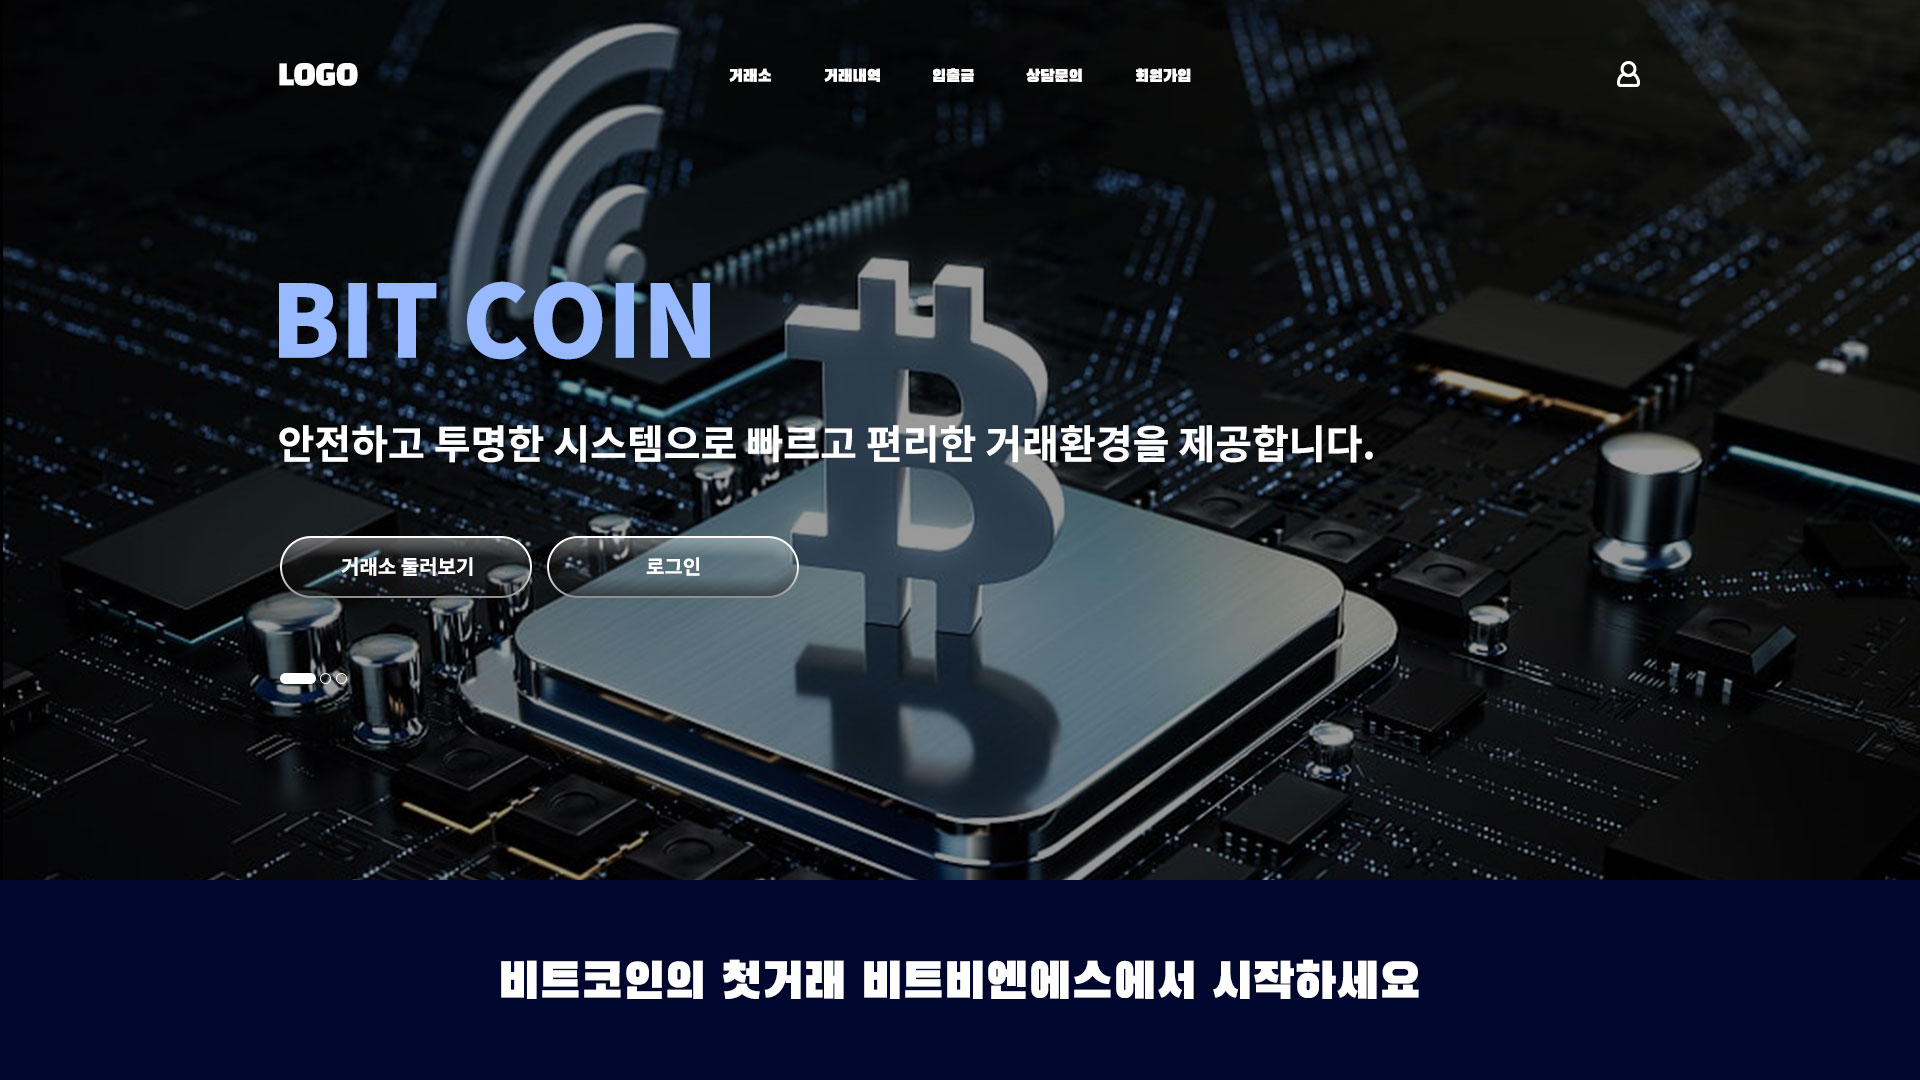 LOGO
거래소
거래내역
입출금
상담문의
회원가입
BIT COIN
안전하고 투명한 시스템으로 빠르고 편리한 거래환경을 제공합니다.
거래소 둘러보기
로그인
비트코인의 첫거래 비트비엔에스에서 시작하세요